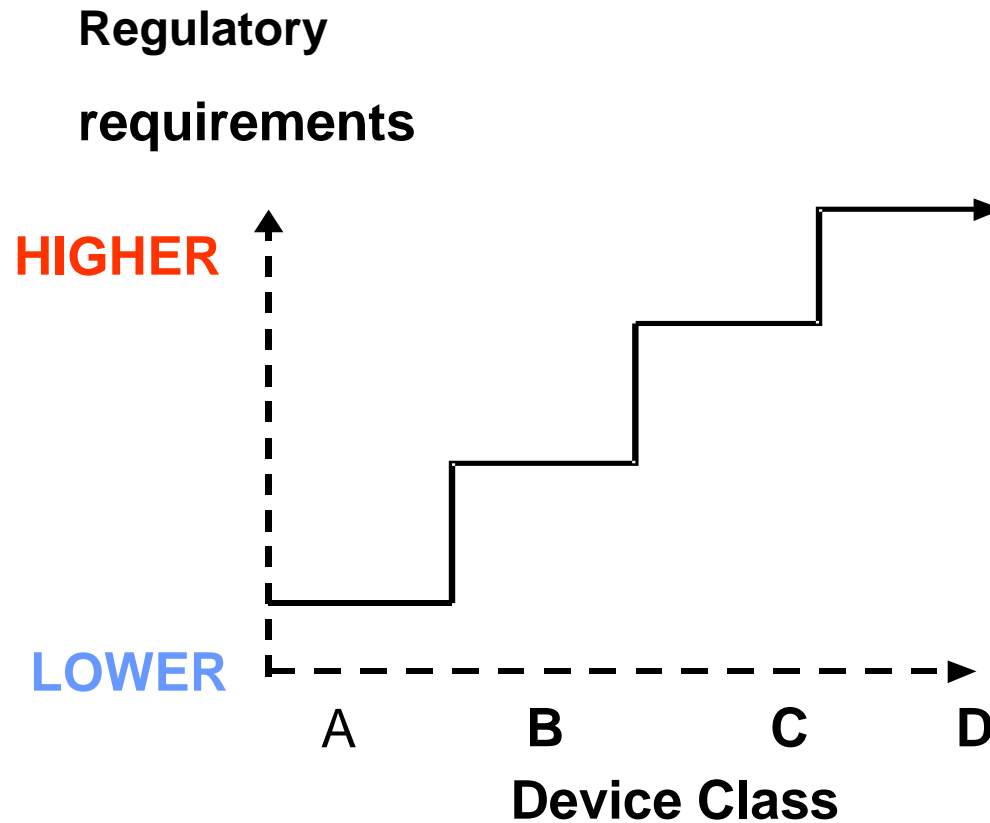 Regulatory
requirements
HIGHER
LOWER
A B C D
Device Class